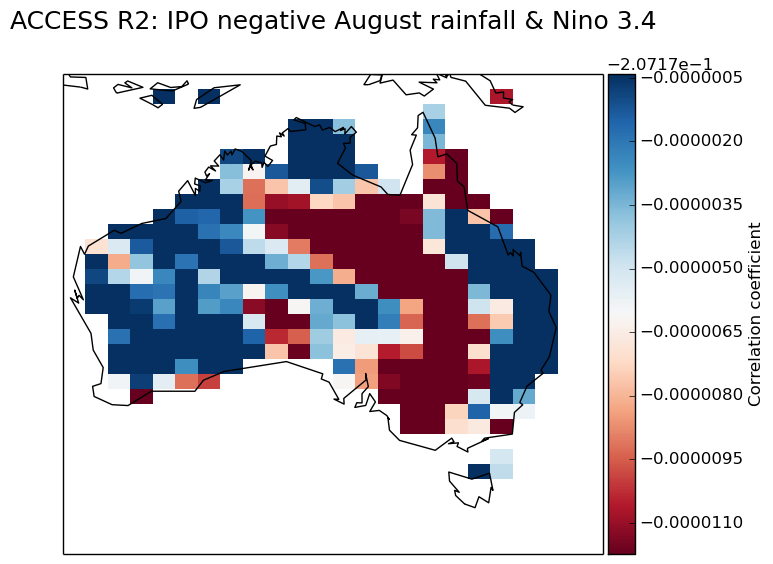 ACCESS R2: IPO negative August rainfall & Nino 3.4
−2.0717e−1
−0.0000005
−0.0000020
−0.0000035
−0.0000050
−0.0000065
−0.0000080
−0.0000095
−0.0000110
Correlation coefficient